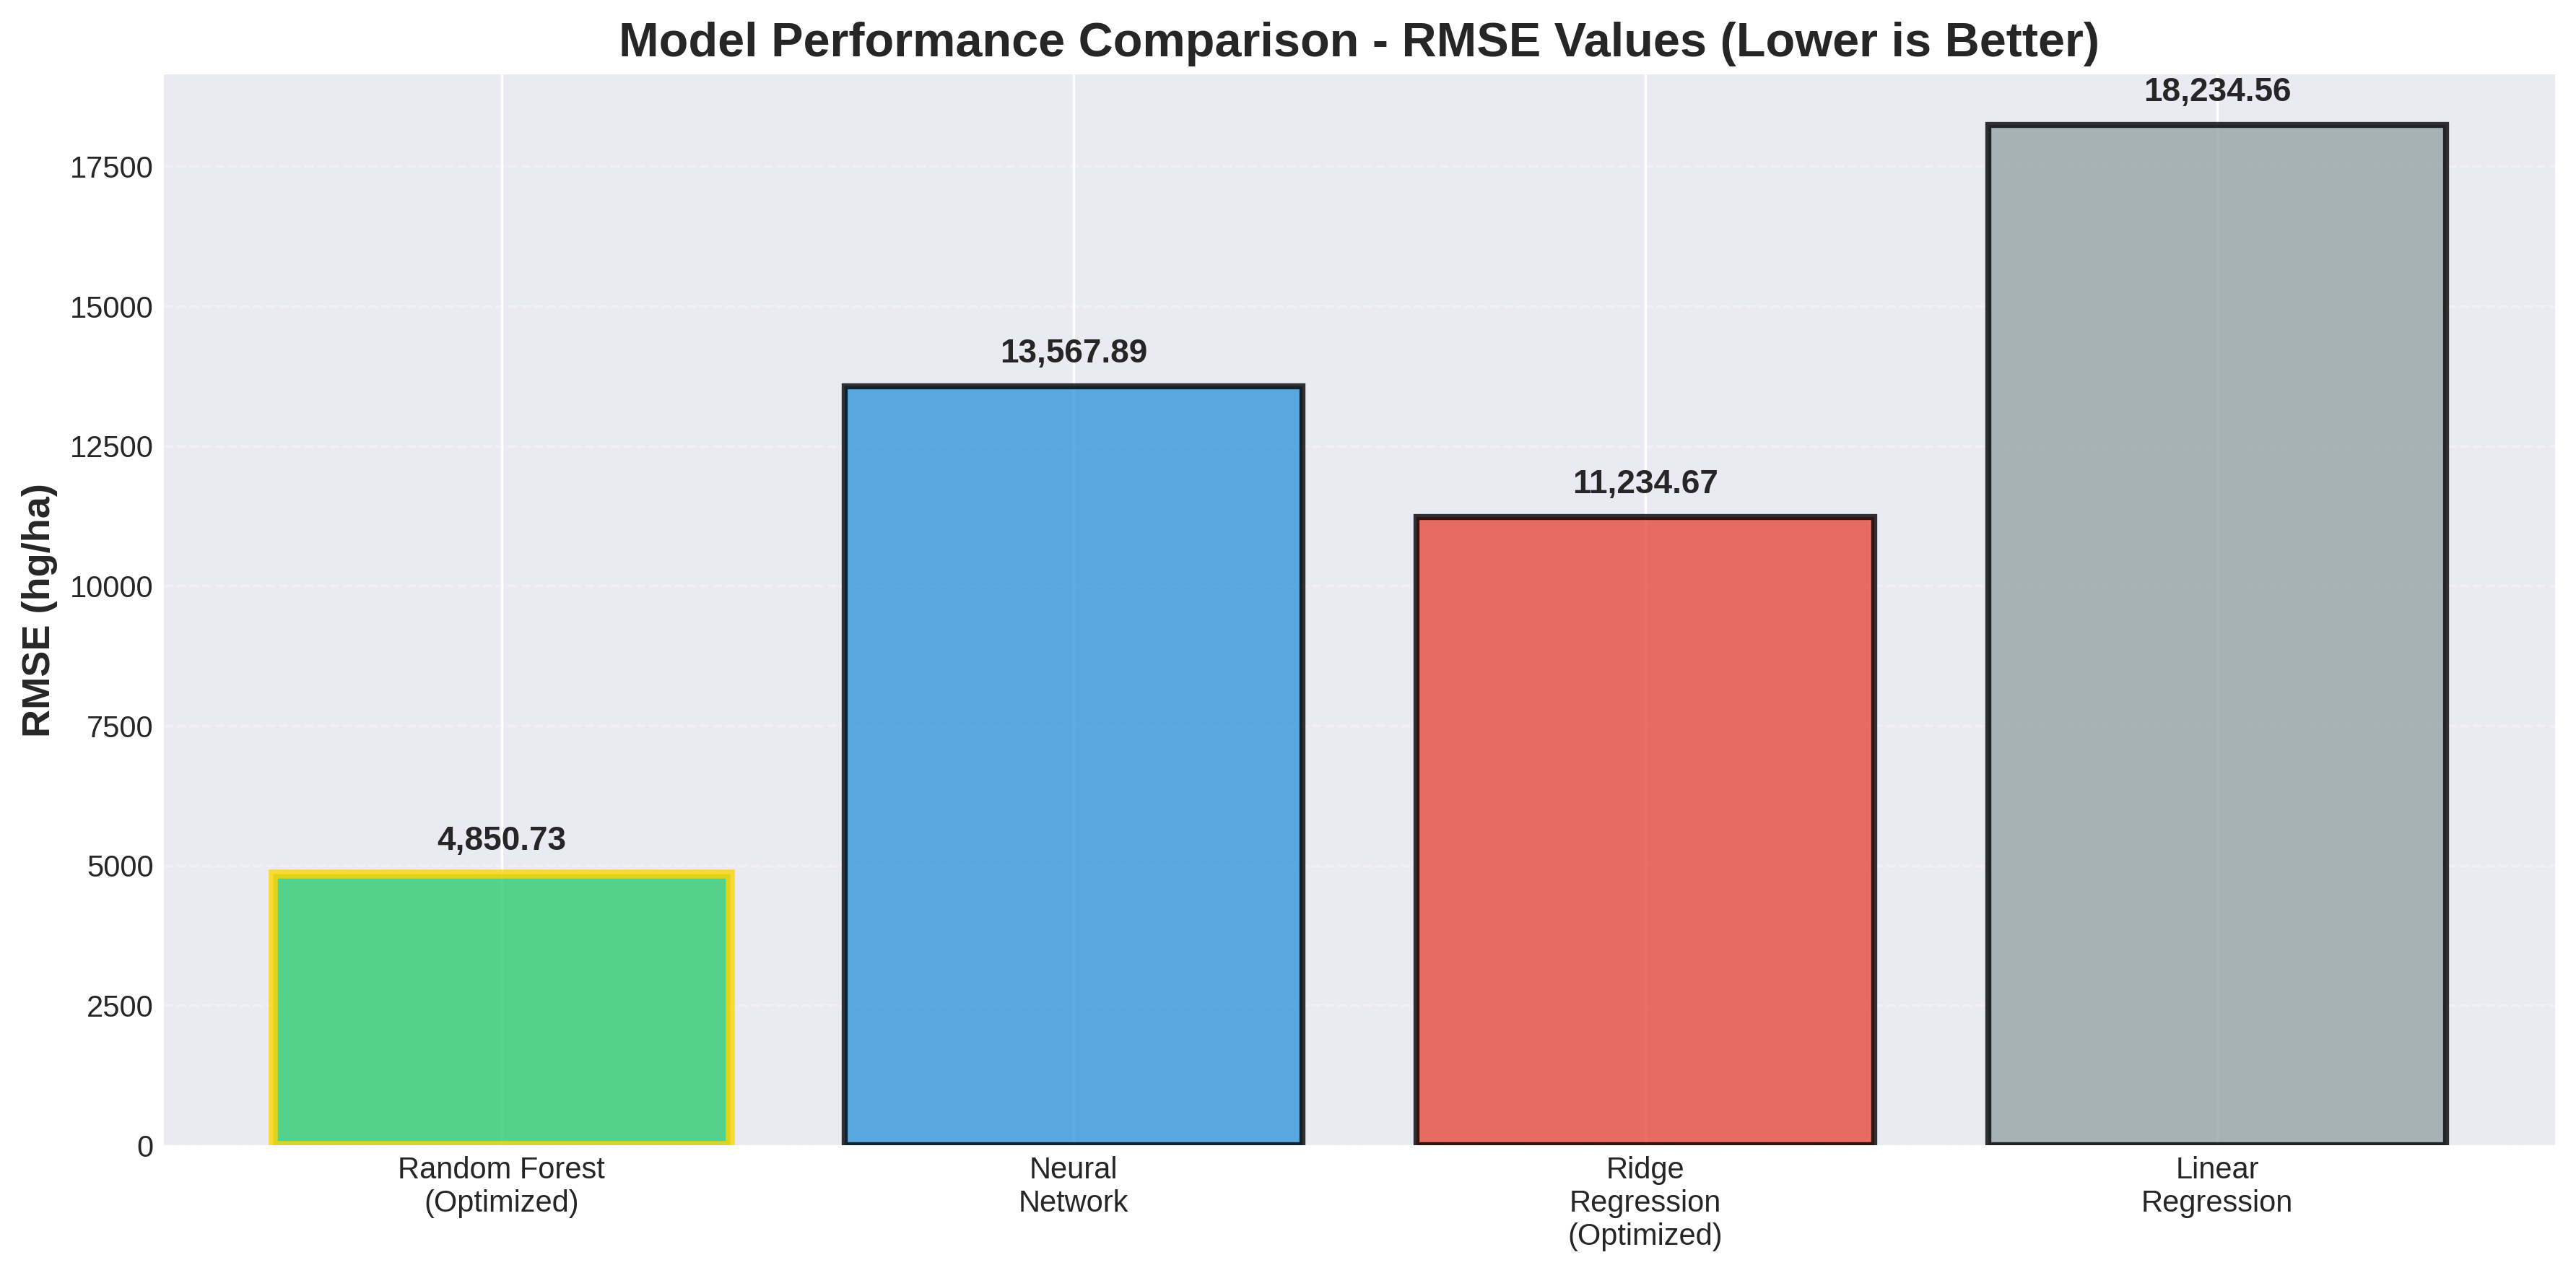 Model Performance Comparison - RMSE Values (Lower is Better)
RMSE (hg/ha)
17500
15000
12500
10000
7500
5000
2500
0
4,850.73
13,567.89
11,234.67
18,234.56
Random Forest
(Optimized)
Neural
Network
Ridge
Regression
(Optimized)
Linear
Regression